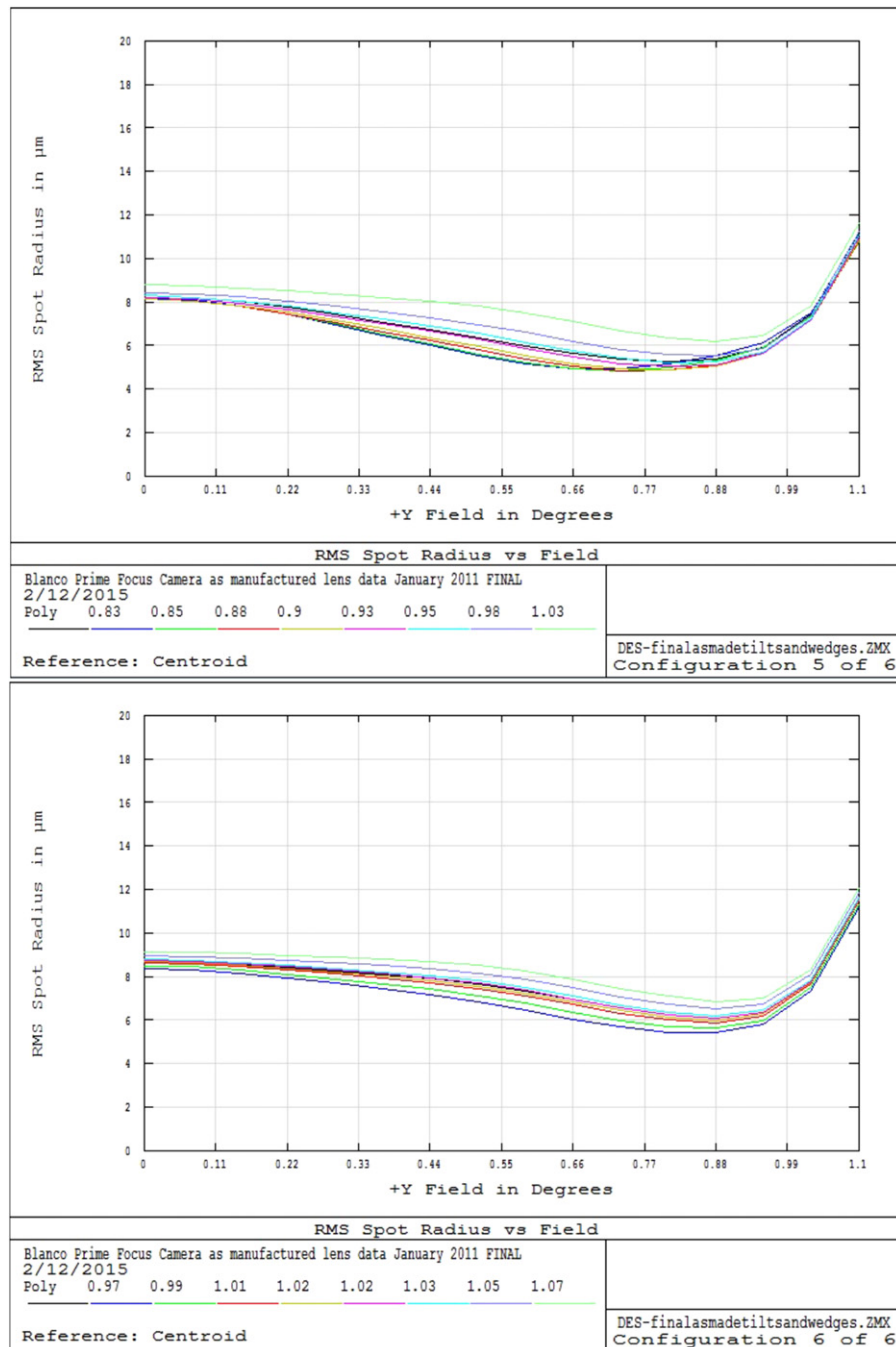 20
18
16
14
12
10
8
6
4
2
0
RMS Spot Radius in µm
0 0.11 0.22 0.33 0.44 0.55 0.66 0.77 0.88 0.99 1.1
+Y Field in Degrees
RMS Spot Radius vs Field
Blanco Prime Focus Camera as manufactured lens data January 2011 FINAL
2/12/2015
Poly 0.83 0.85 0.88 0.9 0.93 0.95 0.98 1.03
Reference: Centroid
DES-finalasmadetiltsandwedges.ZMX
Configuration 5 of 6
20
18
16
14
12
10
8
6
4
2
0
RMS Spot Radius in µm
0 0.11 0.22 0.33 0.44 0.55 0.66 0.77 0.88 0.99 1.1
+Y Field in Degrees
RMS Spot Radius vs Field
Blanco Prime Focus Camera as manufactured lens data January 2011 FINAL
2/12/2015
Poly 0.97 0.99 1.01 1.02 1.02 1.03 1.05 1.07
Reference: Centroid
DES-finalasmadetiltsandwedges.ZMX
Configuration 6 of 6